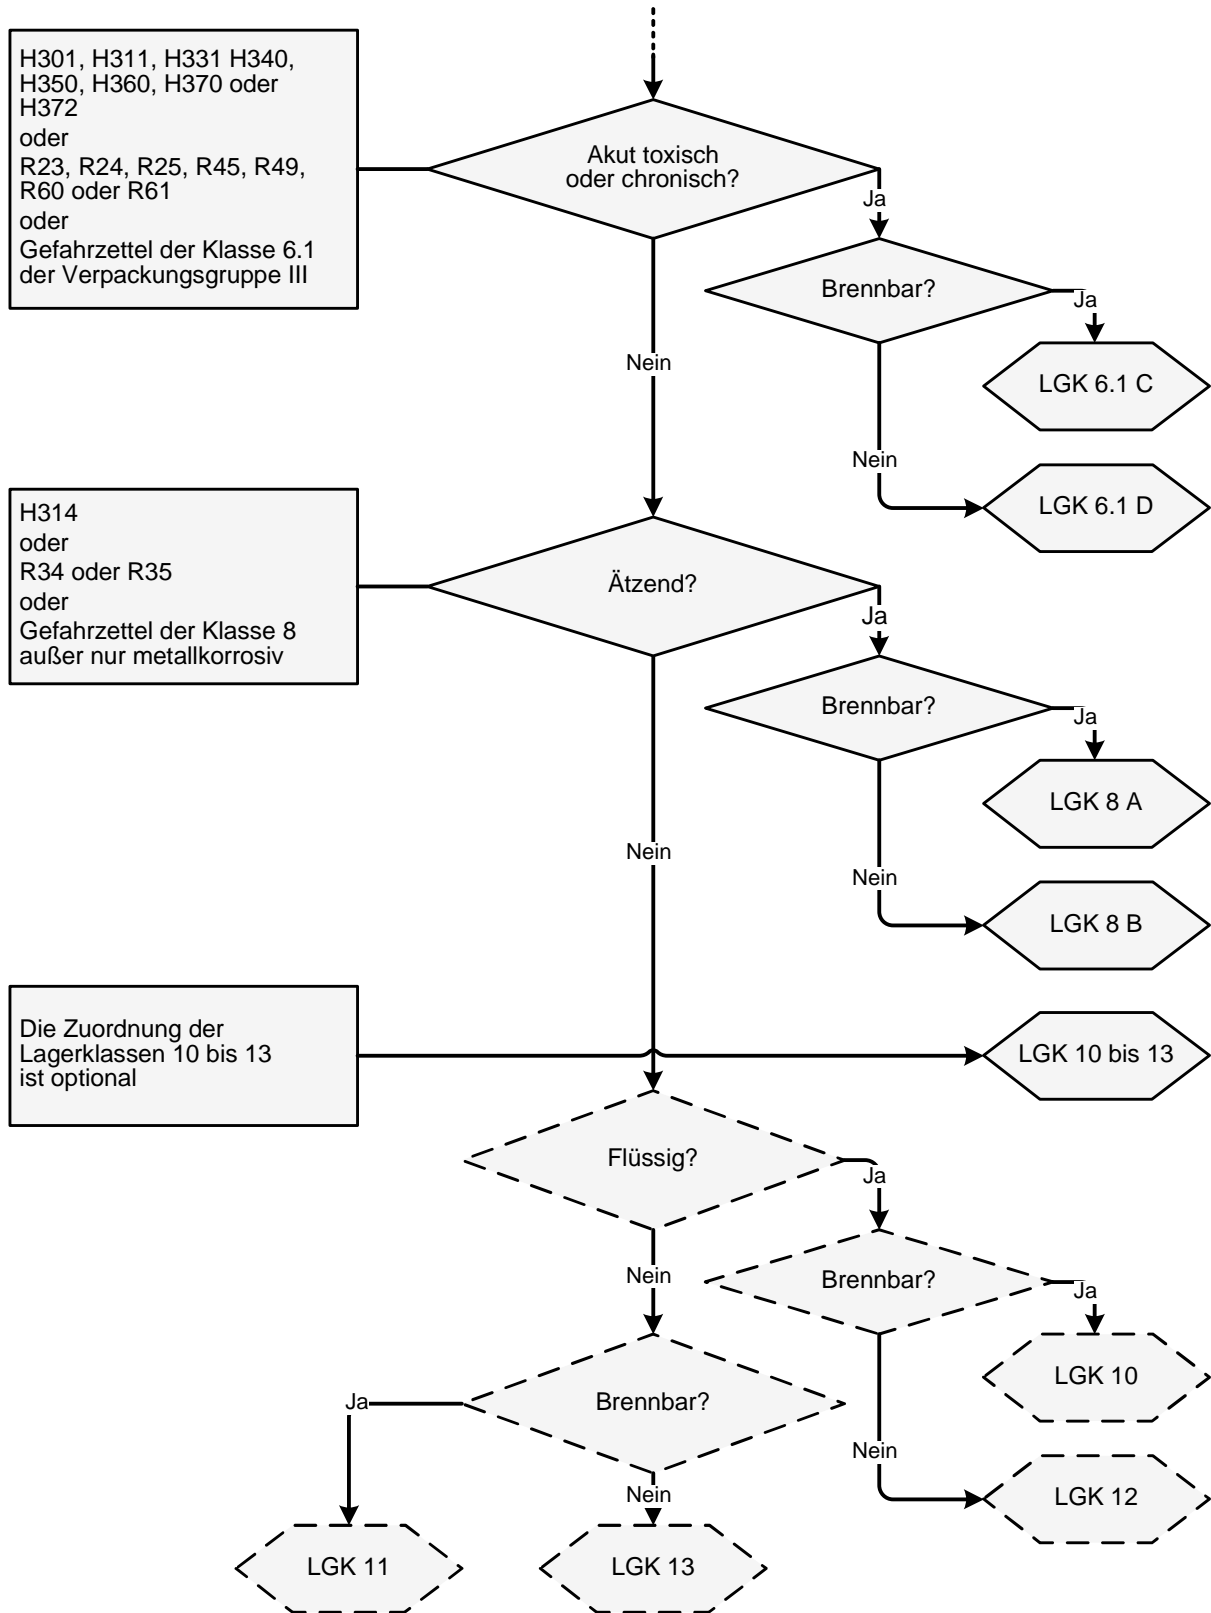 H301, H311, H331 H340,
H350, H360, H370 oder
H372
oder
R23, R24, R25, R45, R49,
R60 oder R61
oder
Gefahrzettel der Klasse 6.1
der Verpackungsgruppe III
Akut toxisch
oder chronisch?
Ja
Brennbar?
Ja
LGK 6.1 C
Nein
Nein
LGK 6.1 D
H314
oder
R34 oder R35
oder
Gefahrzettel der Klasse 8
außer nur metallkorrosiv
Ätzend?
Ja
Brennbar?
Ja
LGK 8 A
Nein
Nein
LGK 8 B
Die Zuordnung der
Lagerklassen 10 bis 13
ist optional
LGK 10 bis 13
Flüssig?
Ja
Nein
Brennbar?
Ja
LGK 10
Brennbar?
Ja
Nein
LGK 12
Nein
LGK 11
LGK 13